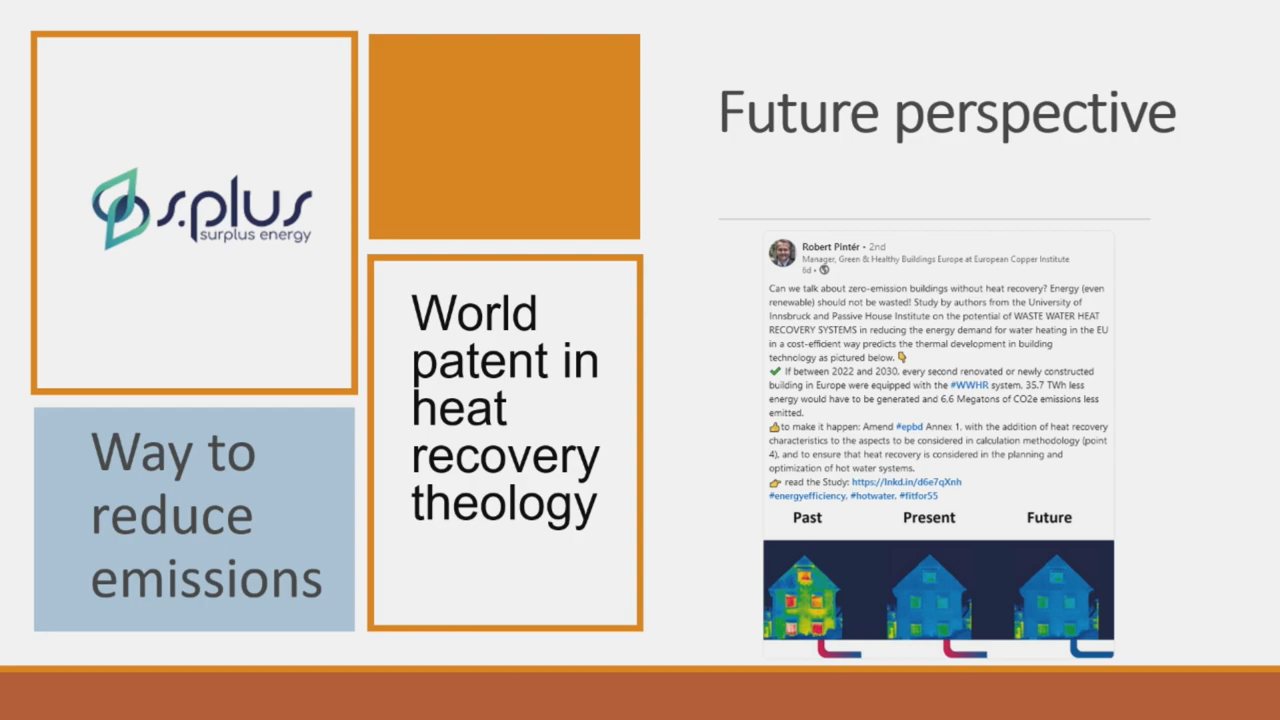 s.plus
surplus energy
Way to
reduce
emissions
World
patent in
heat
recovery
theology
Future perspective
Robert Pintér • 2nd
Manager, Green & Healthy Buildings Europe at European Copper Institute
6d •
Can we talk about zero-emission buildings without heat recovery? Energy (even
renewable) should not be wasted! Study by authors from the University of
Innsbruck and Passive House Institute on the potential of WASTE WATER HEAT
RECOVERY SYSTEMS in reducing the energy demand for water heating in the EU
in a cost-efficient way predicts the thermal development in building
technology as pictured below. 👇
✔ If between 2022 and 2030, every second renovated or newly constructed
building in Europe were equipped with the #WWHR system, 35.7 TWh less
energy would have to be generated and 6,6 Megatons of CO2e emissions less
emitted.
👍to make it happen: Amend #epbd Annex 1, with the addition of heat recovery
characteristics to the aspects to be considered in calculation methodology (point
4), and to ensure that heat recovery is considered in the planning and
optimization of hot water systems.
👉 read the Study: https://lnkd.in/d6e7qXnh
#energyefficiency, #hotwater, #fitfor55
Past Present Future